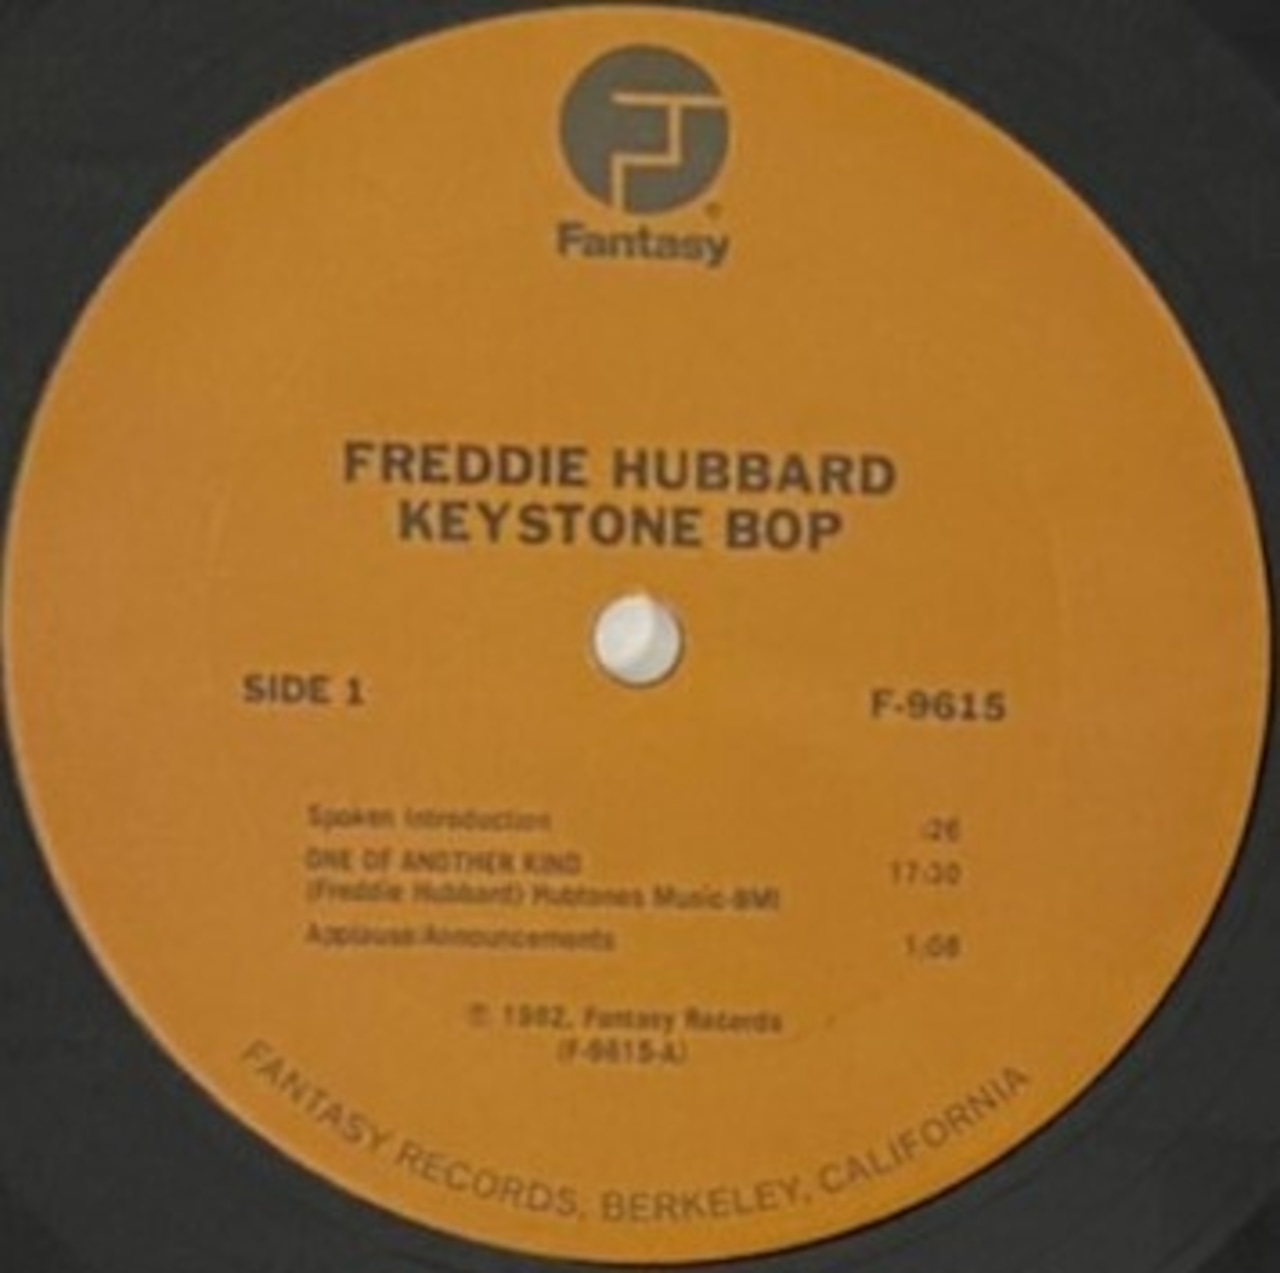 Fantasy
FREDDIE HUBBARD
KEYSTONE BOP
SIDE 1
F-9615
Spoken Introduction :26
ONE OF ANOTHER KIND 17:30
(Freddie Hubbard) Hubtones Music-BMI
Applause/Announcements 1:08
℗ 1982, Fantasy Records
(F-9615-A)
FANTASY RECORDS, BERKELEY, CALIFORNIA